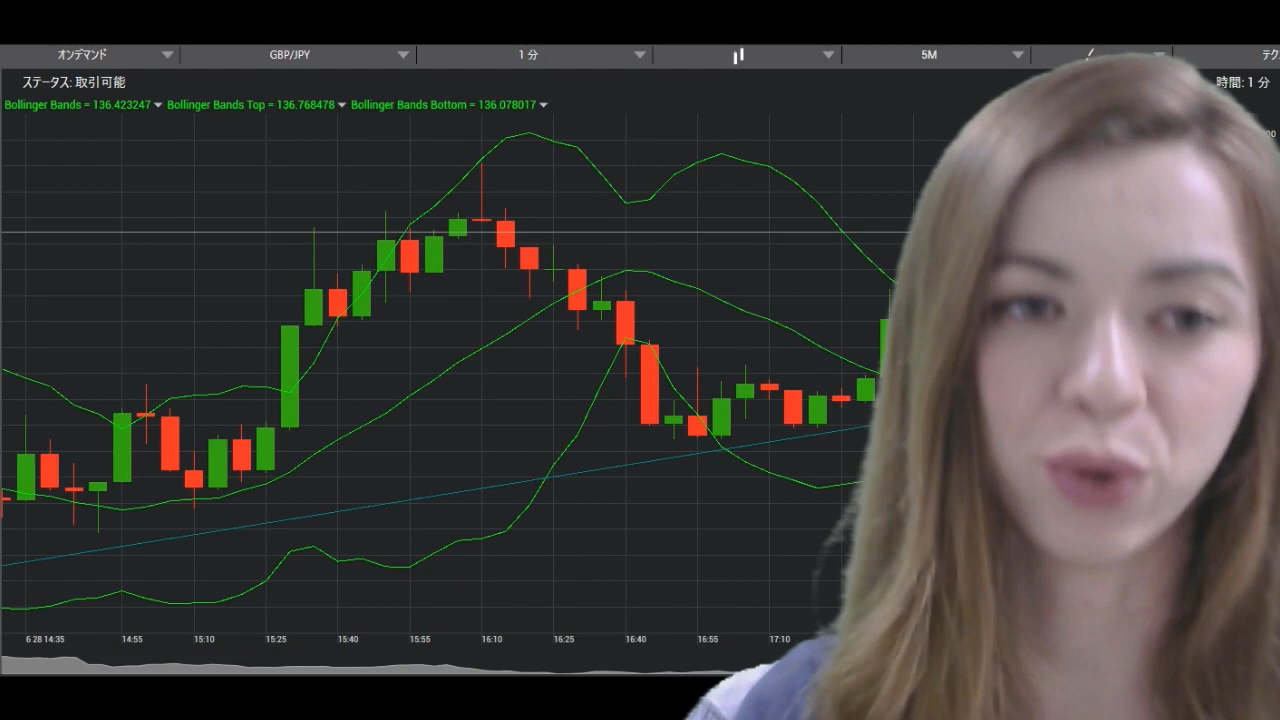 オンデマンド GBP/JPY 1 分 5M テク
ステータス: 取引可能 時間: 1 分
Bollinger Bands = 136.423247 Bollinger Bands Top = 136.768478 Bollinger Bands Bottom = 136.078017
00
6 28 14:35 14:55 15:10 15:25 15:40 15:55 16:10 16:25 16:40 16:55 17:10